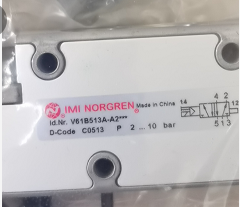 IMI NORGREN Made in China
Id.Nr. V61B513A-A2***
D-Code C0513 P 2 ... 10 bar
14 4 2 12
5 1 3